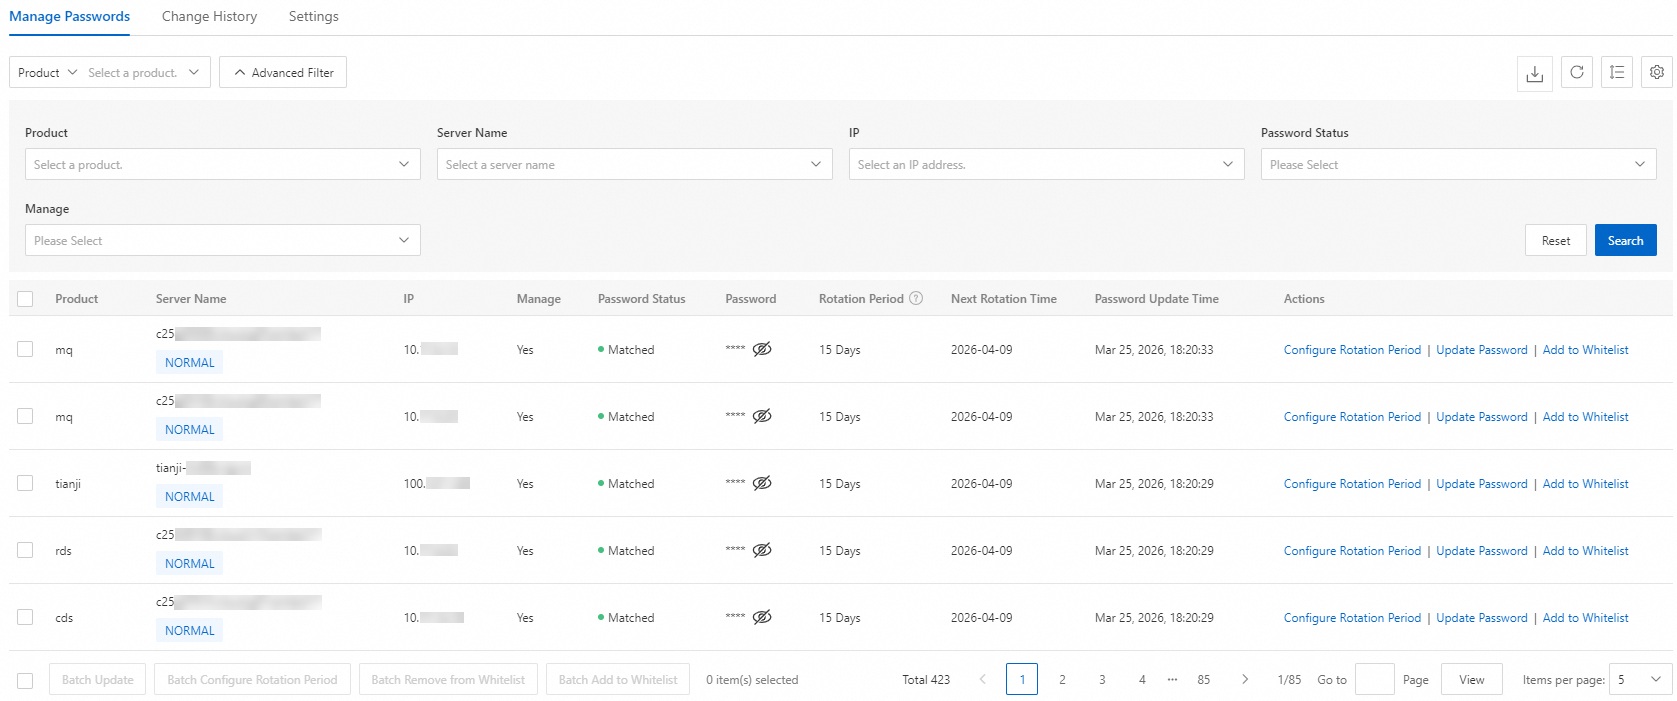 Manage Passwords Change History Settings
Product Select a product. Advanced Filter
Product Server Name IP Password Status
Select a product. Select a server name Select an IP address. Please Select
Manage
Please Select Reset Search
Product Server Name IP Manage Password Status Password Rotation Period ? Next Rotation Time Password Update Time Actions
c25
mq 10. Yes Matched **** 15 Days 2026-04-09 Mar 25, 2026, 18:20:33 Configure Rotation Period | Update Password | Add to Whitelist
NORMAL
c25
mq 10. Yes Matched **** 15 Days 2026-04-09 Mar 25, 2026, 18:20:33 Configure Rotation Period | Update Password | Add to Whitelist
NORMAL
tianji-
tianji 100. Yes Matched **** 15 Days 2026-04-09 Mar 25, 2026, 18:20:29 Configure Rotation Period | Update Password | Add to Whitelist
NORMAL
c25
rds 10. Yes Matched **** 15 Days 2026-04-09 Mar 25, 2026, 18:20:29 Configure Rotation Period | Update Password | Add to Whitelist
NORMAL
c25
cds 10. Yes Matched **** 15 Days 2026-04-09 Mar 25, 2026, 18:20:29 Configure Rotation Period | Update Password | Add to Whitelist
NORMAL
Batch Update Batch Configure Rotation Period Batch Remove from Whitelist Batch Add to Whitelist 0 item(s) selected Total 423 1 2 3 4 ··· 85 1/85 Go to Page View Items per page: 5